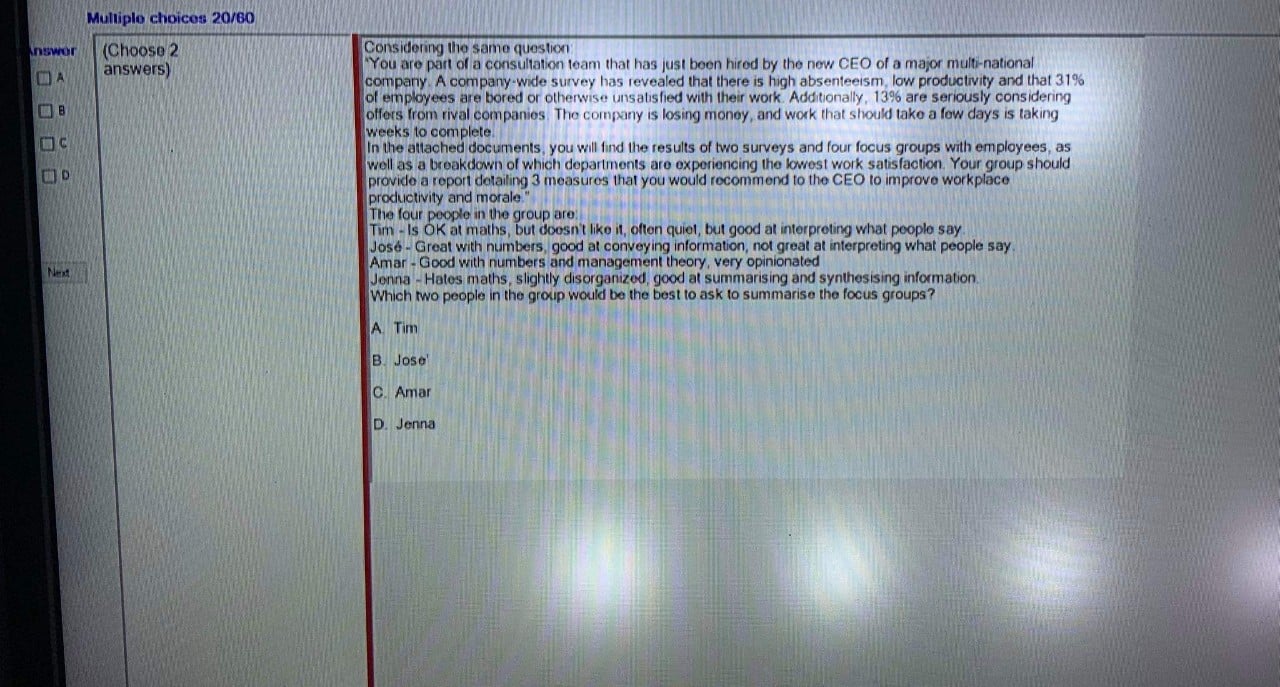 Multiple choices 20/60
Answer
(Choose 2
answers)
A
B
C
D
Next
Considering the same question:
"You are part of a consultation team that has just been hired by the new CEO of a major multi-national
company. A company-wide survey has revealed that there is high absenteeism, low productivity and that 31%
of employees are bored or otherwise unsatisfied with their work. Additionally, 13% are seriously considering
offers from rival companies. The company is losing money, and work that should take a few days is taking
weeks to complete.
In the attached documents, you will find the results of two surveys and four focus groups with employees, as
well as a breakdown of which departments are experiencing the lowest work satisfaction. Your group should
provide a report detailing 3 measures that you would recommend to the CEO to improve workplace
productivity and morale."
The four people in the group are:
Tim - Is OK at maths, but doesn't like it, often quiet, but good at interpreting what people say.
José - Great with numbers, good at conveying information, not great at interpreting what people say.
Amar - Good with numbers and management theory, very opinionated
Jenna - Hates maths, slightly disorganized, good at summarising and synthesising information.
Which two people in the group would be the best to ask to summarise the focus groups?
A. Tim
B. Jose'
C. Amar
D. Jenna